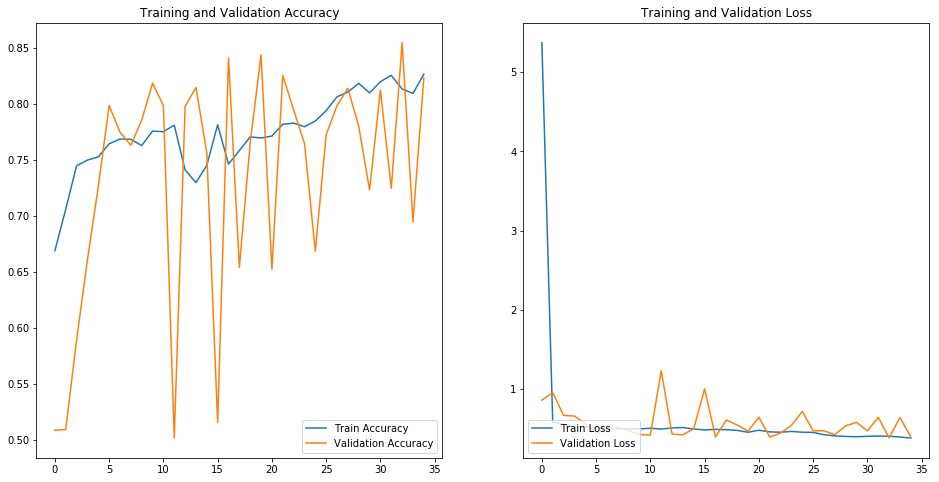 Training and Validation Accuracy
0.85
0.80
0.75
0.70
0.65
0.60
0.55
0.50
0 5 10 15 20 25 30 35
Train Accuracy
Validation Accuracy
Training and Validation Loss
5
4
3
2
1
0 5 10 15 20 25 30 35
Train Loss
Validation Loss